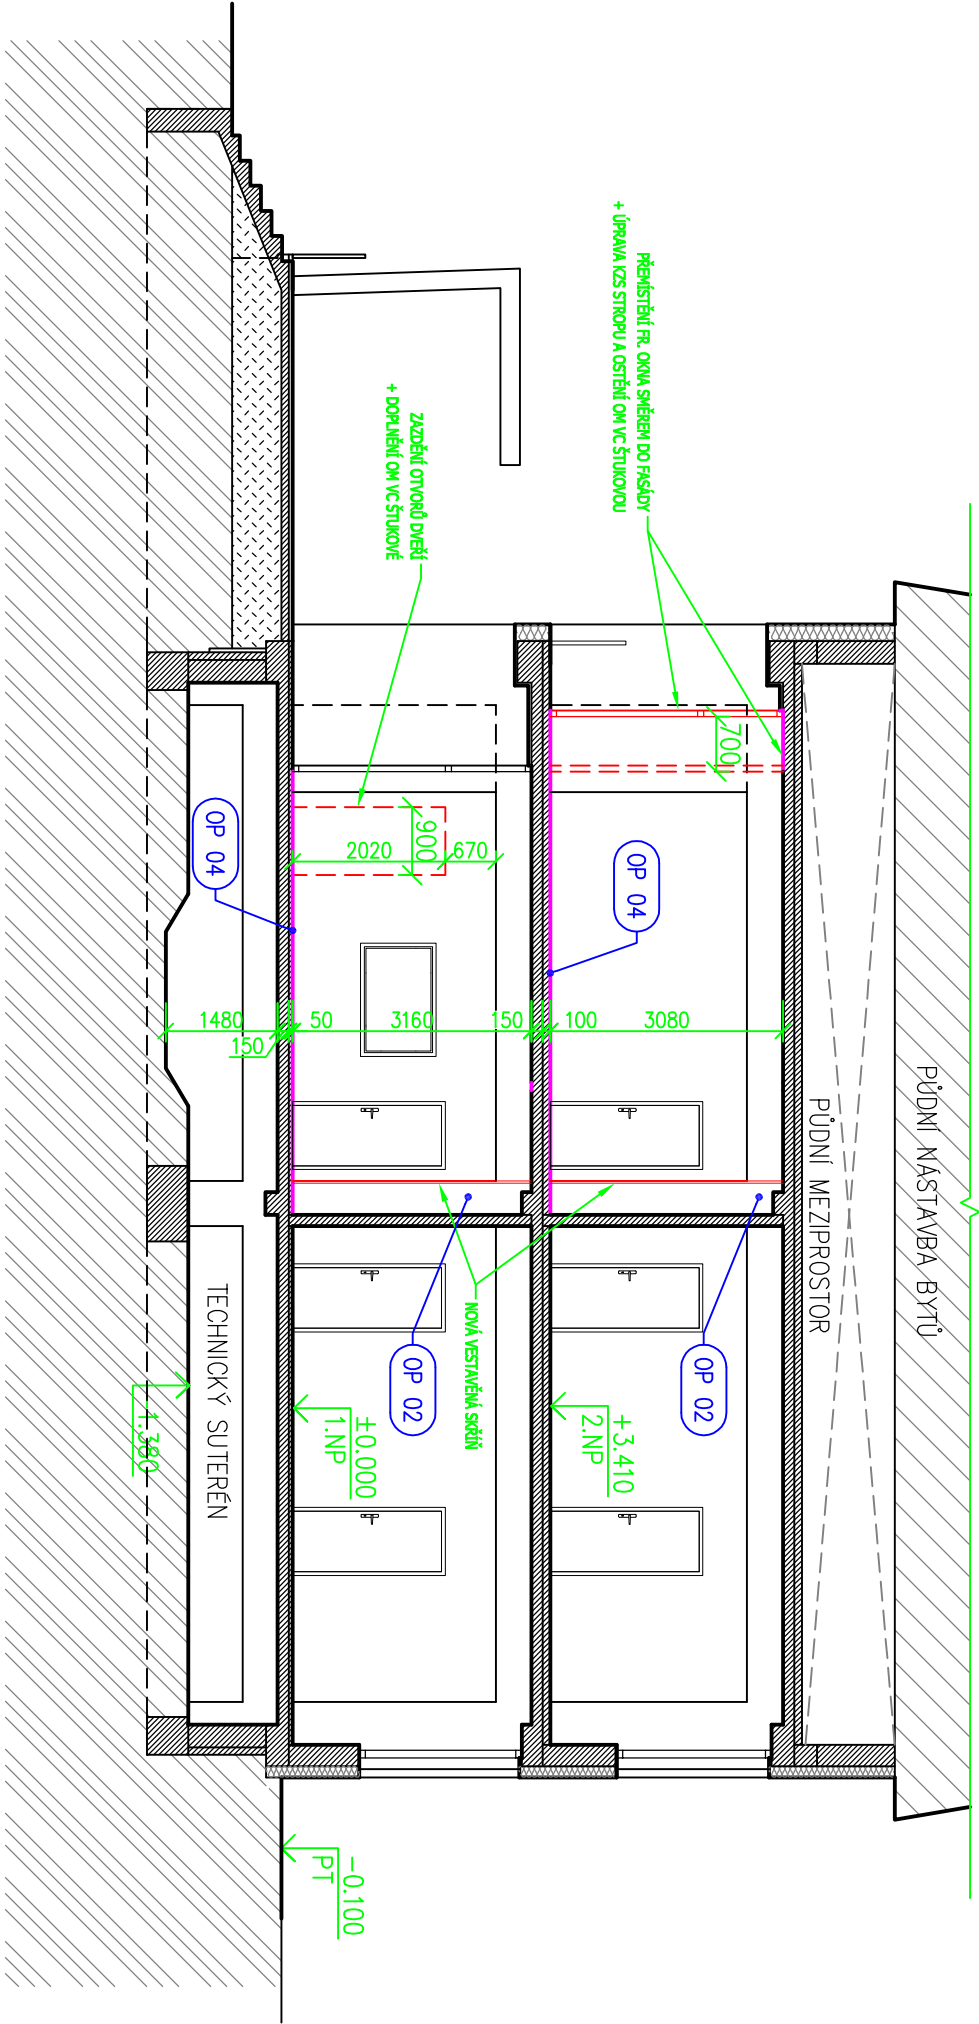 PŮDNÍ NÁSTAVBA BYTŮ
PŮDNÍ MEZIPROSTOR
PŘEMÍSTĚNÍ FR. OKNA SMĚREM DO FASÁDY
+ ÚPRAVA KZS STROPU A OSTĚNÍ OM VC ŠTUKOVOU
700
OP 04
3080
100
OP 02
+3.410
2.NP
ZAZDĚNÍ OTVORŮ DVEŘÍ
+ DOPLNĚNÍ OM VC ŠTUKOVÉ
900
670
2020
150
3160
50
NOVÁ VESTAVĚNÁ SKŘÍŇ
OP 02
±0.000
1.NP
OP 04
1480
150
TECHNICKÝ SUTERÉN
-1.380
-0.100
PT